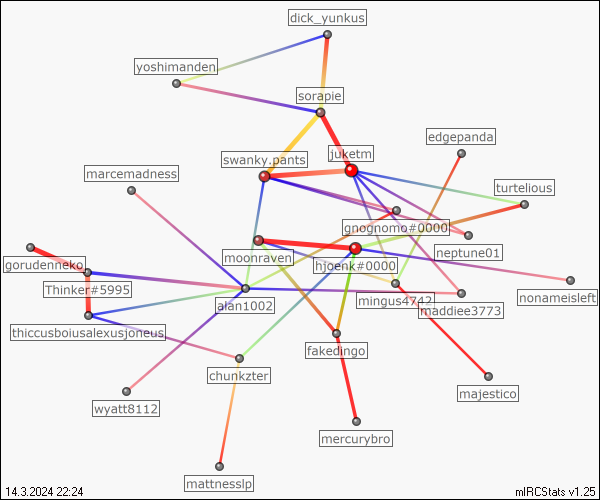 dick_yunkus
yoshimanden
sorapie
edgepanda
juketm
swanky.pants
marcemadness
turtelious
gnognomo#0000
neptune01
moonraven
gorudenneko
hjoenk#0000
Thinker#5995
nonameisleft
mingus4742
alan1002
maddiee3773
thiccusboiusalexusjoneus
fakedingo
chunkzter
majestico
wyatt8112
mercurybro
mattnesslp
14.3.2024 22:24
mIRCStats v1.25